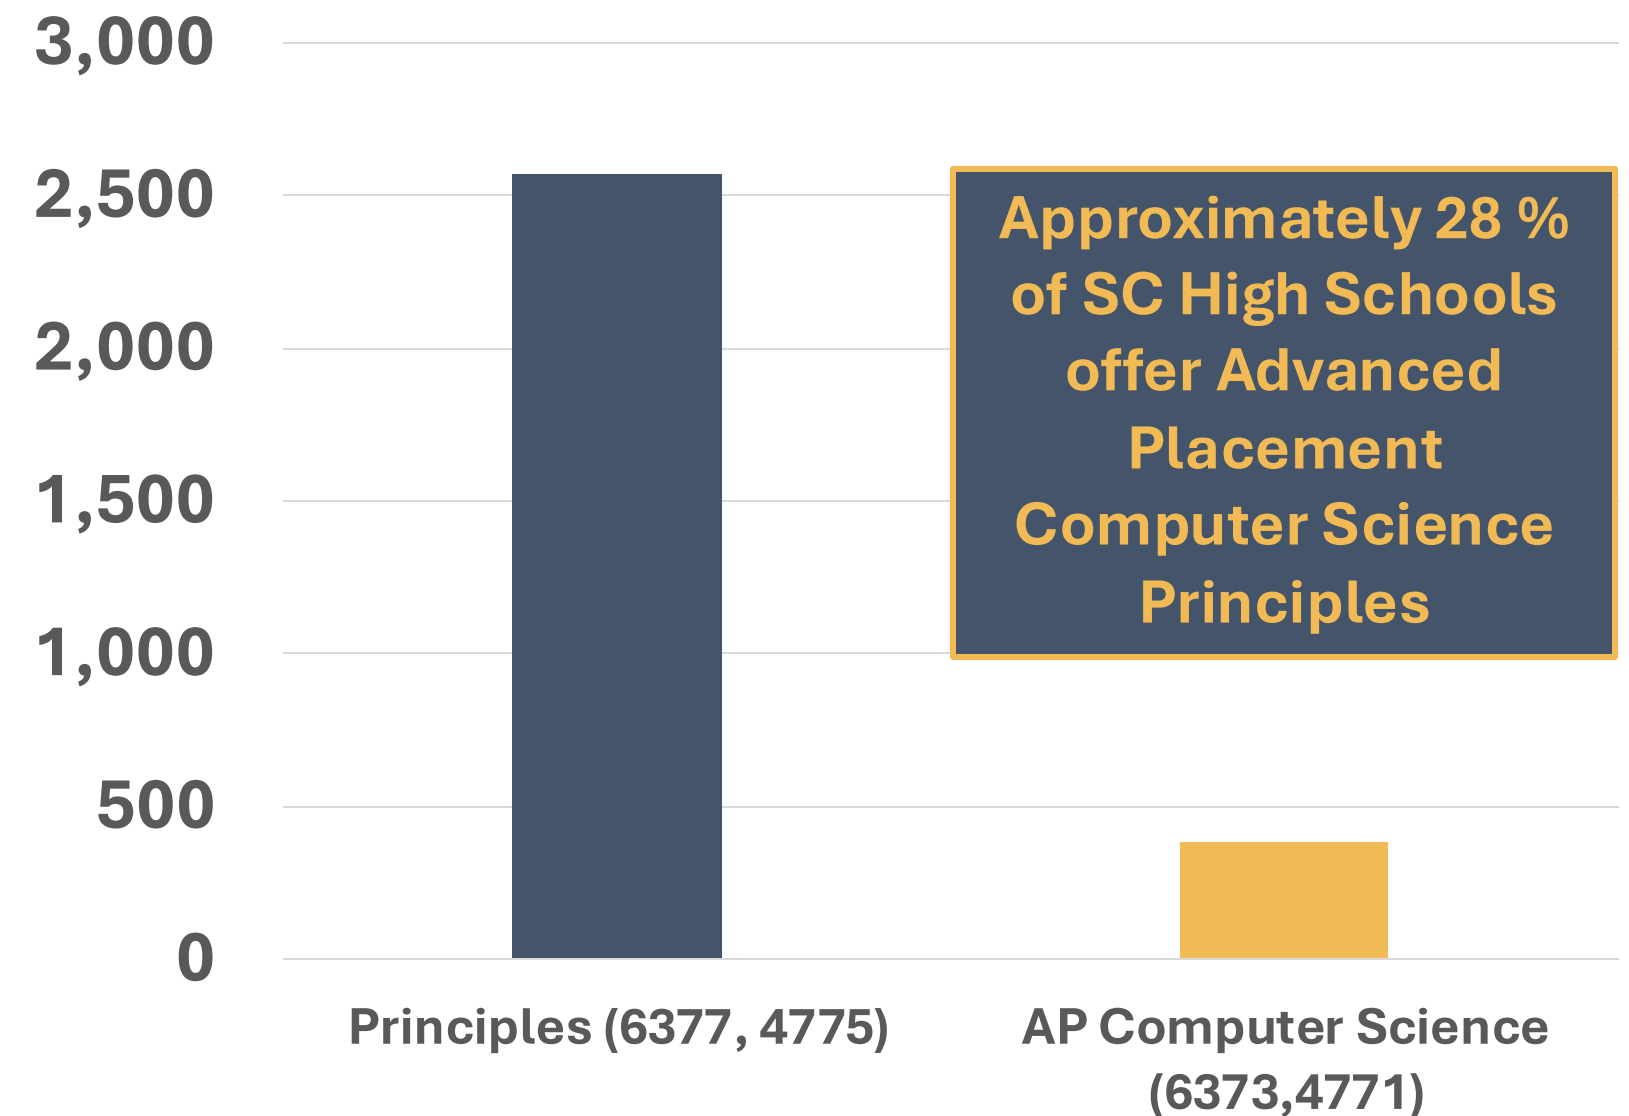 3,000
2,500
2,000
1,500
1,000
500
0
Approximately 28 %
of SC High Schools
offer Advanced
Placement
Computer Science
Principles
Principles (6377, 4775)
AP Computer Science
(6373,4771)